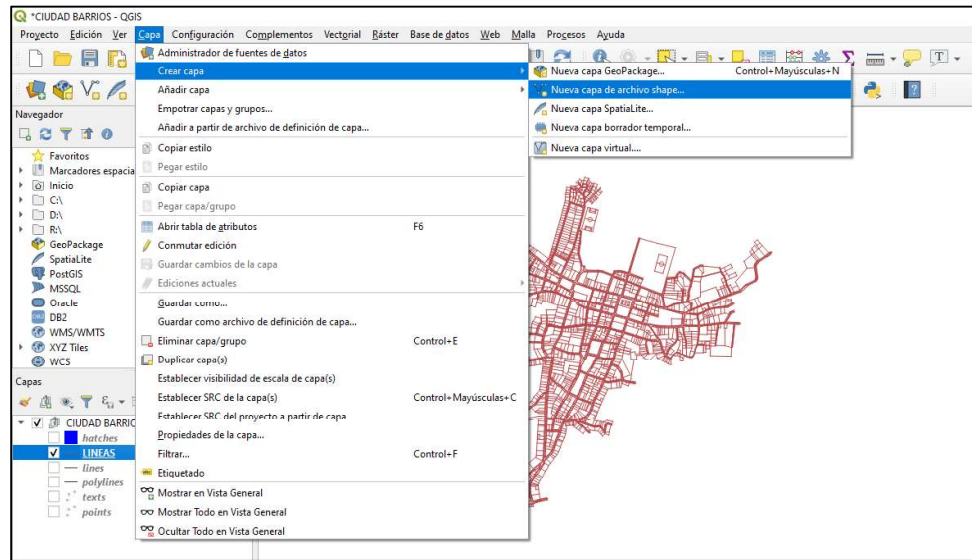 *CIUDAD BARRIOS - QGIS
Proyecto Edición Ver Capa Configuración Complementos Vectorial Ráster Base de datos Web Malla Procesos Ayuda
Administrador de fuentes de datos
Crear capa
Añadir capa
Empotrar capas y grupos...
Añadir a partir de archivo de definición de capa...
Copiar estilo
Pegar estilo
Copiar capa
Pegar capa/grupo
Abrir tabla de atributos F6
Conmutar edición
Guardar cambios de la capa
Ediciones actuales
Guardar como...
Guardar como archivo de definición de capa...
Eliminar capa/grupo Control+E
Duplicar capa(s)
Establecer visibilidad de escala de capa(s)
Establecer SRC de la capa(s) Control+Mayúsculas+C
Establecer SRC del proyecto a partir de capa
Propiedades de la capa...
Filtrar... Control+F
Etiquetado
Mostrar en Vista General
Mostrar Todo en Vista General
Ocultar Todo en Vista General
Nueva capa GeoPackage... Control+Mayúsculas+N
Nueva capa de archivo shape...
Nueva capa SpatiaLite...
Nueva capa borrador temporal...
Nueva capa virtual....
Navegador
Favoritos
Marcadores espacia
Inicio
C:\
D:\
R:\
GeoPackage
SpatiaLite
PostGIS
MSSQL
Oracle
DB2
WMS/WMTS
XYZ Tiles
WCS
Capas
CIUDAD BARRIC
hatches
LINEAS
lines
polylines
texts
points